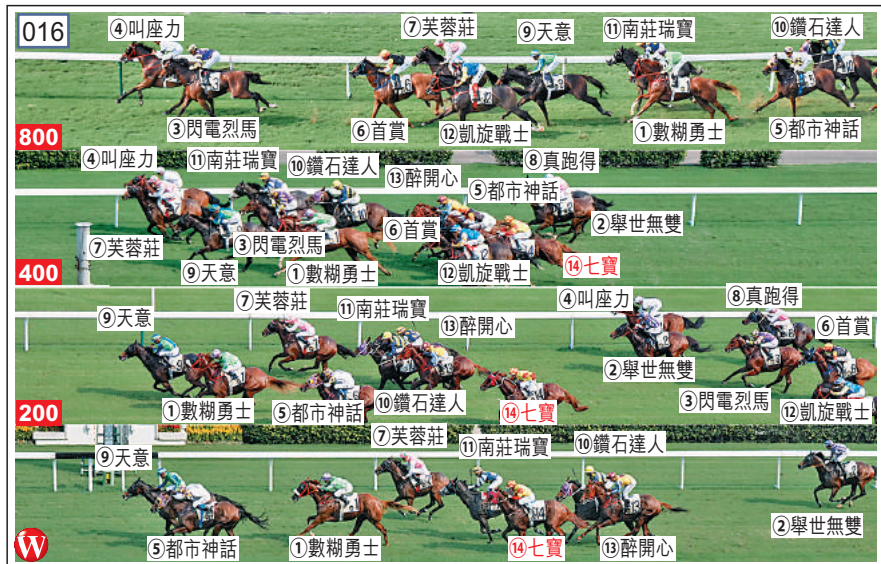 016
④叫座力
⑦芙蓉莊
⑨天意
⑪南莊瑞寶
⑩鑽石達人
③閃電烈馬
⑥首賞
⑫凱旋戰士
①數糊勇士
⑤都市神話
800
④叫座力
⑪南莊瑞寶
⑩鑽石達人
⑬醉開心
⑧真跑得
⑤都市神話
②舉世無雙
⑦芙蓉莊
③閃電烈馬
⑥首賞
⑨天意
①數糊勇士
⑫凱旋戰士
⑭七寶
400
⑨天意
⑦芙蓉莊
⑪南莊瑞寶
⑬醉開心
④叫座力
⑧真跑得
⑥首賞
②舉世無雙
①數糊勇士
⑤都市神話
⑩鑽石達人
⑭七寶
③閃電烈馬
⑫凱旋戰士
200
⑨天意
⑦芙蓉莊
⑪南莊瑞寶
⑩鑽石達人
②舉世無雙
⑤都市神話
①數糊勇士
⑭七寶
⑬醉開心
W